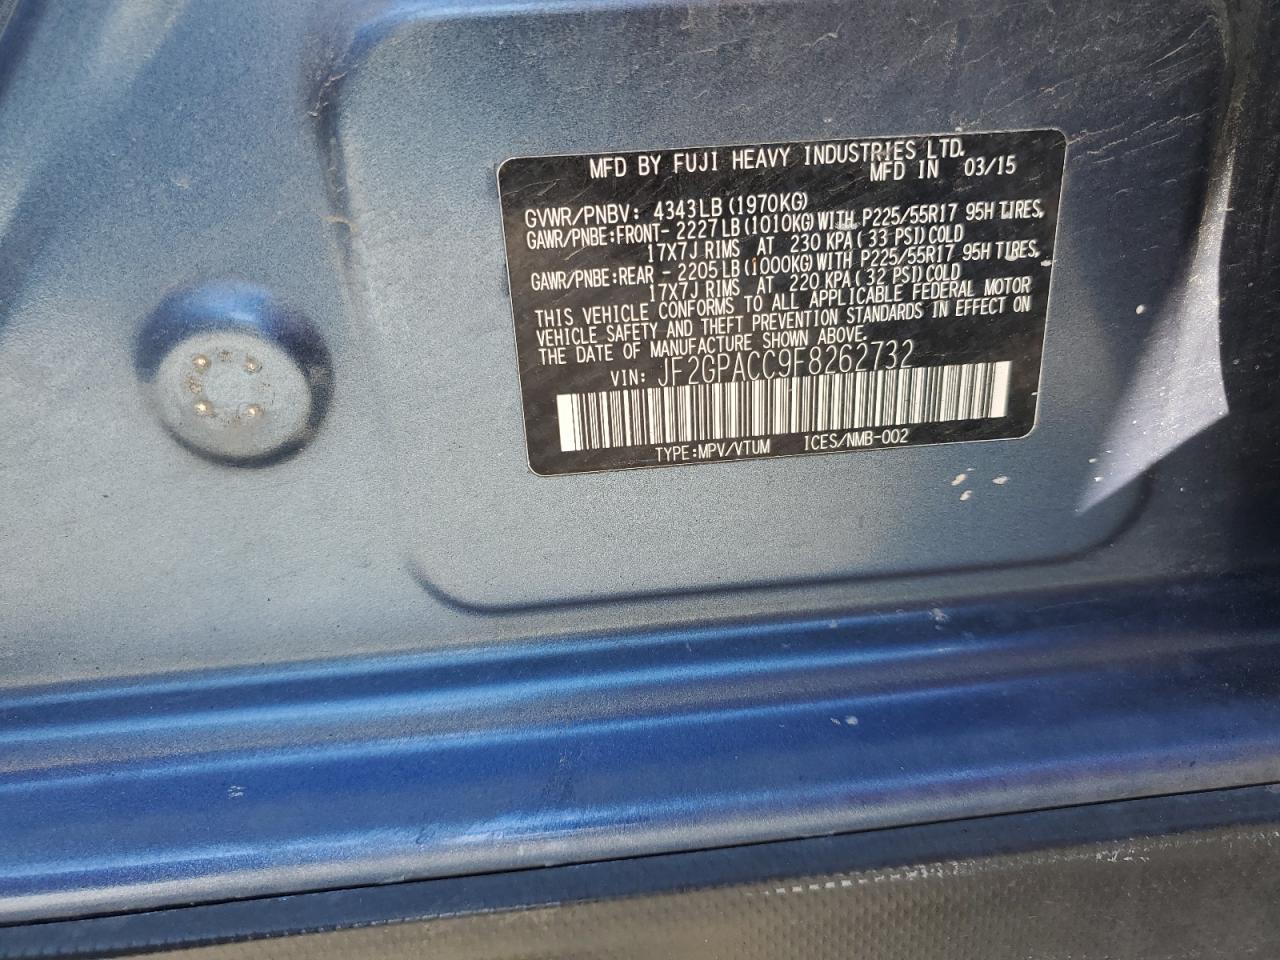 MFD BY FUJI HEAVY INDUSTRIES LTD.
MFD IN 03/15
GVWR/PNBV: 4343LB (1970KG)
GAWR/PNBE:FRONT- 2227LB (1010KG) WITH P225/55R17 95H TIRES,
17X7J RIMS AT 230 KPA (33 PSI) COLD
GAWR/PNBE:REAR - 2205LB (1000KG) WITH P225/55R17 95H TIRES,
17X7J RIMS AT 220 KPA (32 PSI) COLD
THIS VEHICLE CONFORMS TO ALL APPLICABLE FEDERAL MOTOR
VEHICLE SAFETY AND THEFT PREVENTION STANDARDS IN EFFECT ON
THE DATE OF MANUFACTURE SHOWN ABOVE.
VIN: JF2GPACC9F8262732
TYPE:MPV/VTUM ICES/NMB-002